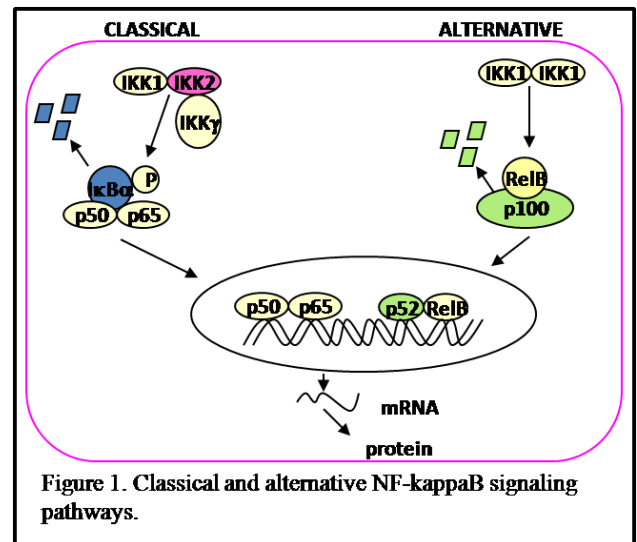 CLASSICAL
ALTERNATIVE
IKK1 IKK2
IKKγ
IKK1 IKK1
IκBα P
p50 p65
RelB
p100
p50 p65 p52 RelB
mRNA
protein
Figure 1. Classical and alternative NF-kappaB signaling
pathways.